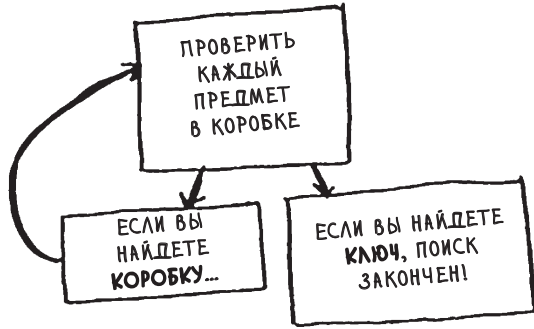 ПРОВЕРИТЬ
КАЖДЫЙ
ПРЕДМЕТ
В КОРОБКЕ
ЕСЛИ ВЫ
НАЙДЕТЕ
КОРОБКУ...
ЕСЛИ ВЫ НАЙДЕТЕ
КЛЮЧ, ПОИСК
ЗАКОНЧЕН!